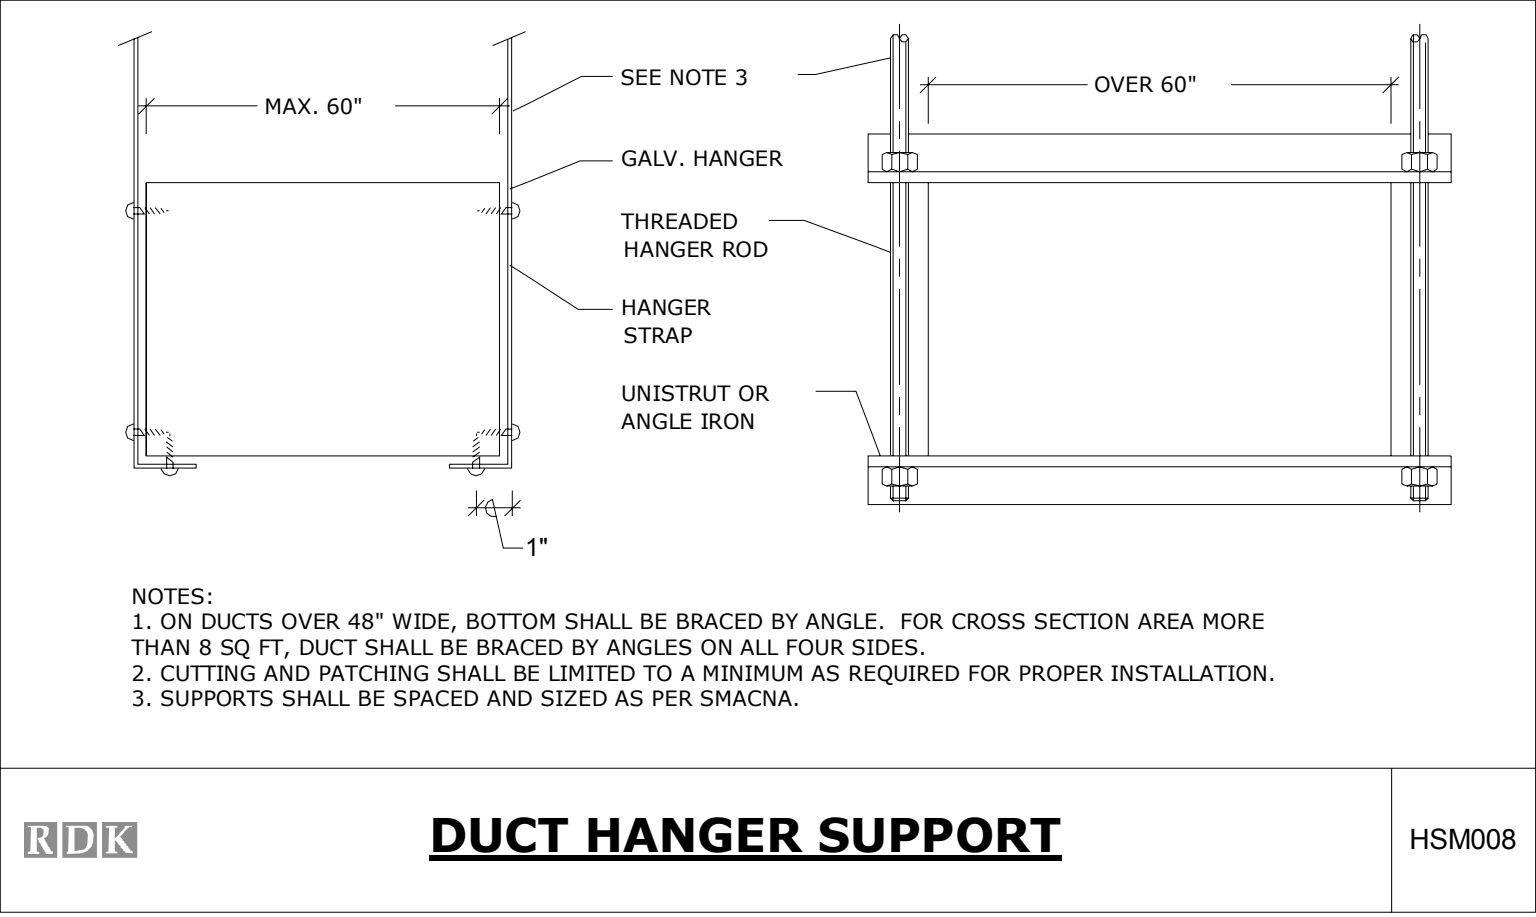 MAX. 60"
SEE NOTE 3
OVER 60"
GALV. HANGER
THREADED
HANGER ROD
HANGER
STRAP
UNISTRUT OR
ANGLE IRON
1"
NOTES:
1. ON DUCTS OVER 48" WIDE, BOTTOM SHALL BE BRACED BY ANGLE.  FOR CROSS SECTION AREA MORE
THAN 8 SQ FT, DUCT SHALL BE BRACED BY ANGLES ON ALL FOUR SIDES.
2. CUTTING AND PATCHING SHALL BE LIMITED TO A MINIMUM AS REQUIRED FOR PROPER INSTALLATION.
3. SUPPORTS SHALL BE SPACED AND SIZED AS PER SMACNA.
RDK
DUCT HANGER SUPPORT
HSM008